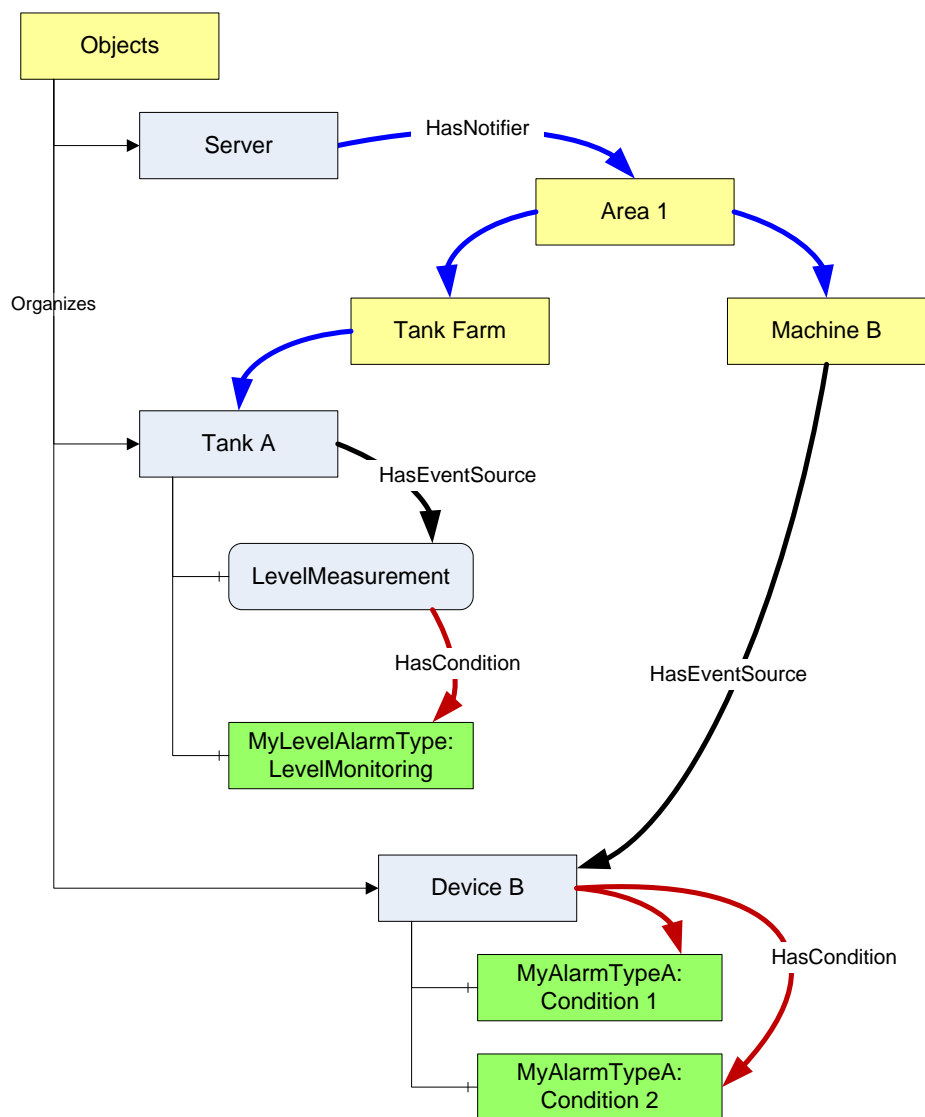 Objects
HasNotifier
Server
Area 1
Organizes
Tank Farm
Machine B
Tank A
HasEventSource
LevelMeasurement
HasCondition
HasEventSource
MyLevelAlarmType:
LevelMonitoring
Device B
HasCondition
MyAlarmTypeA:
Condition 1
MyAlarmTypeA:
Condition 2